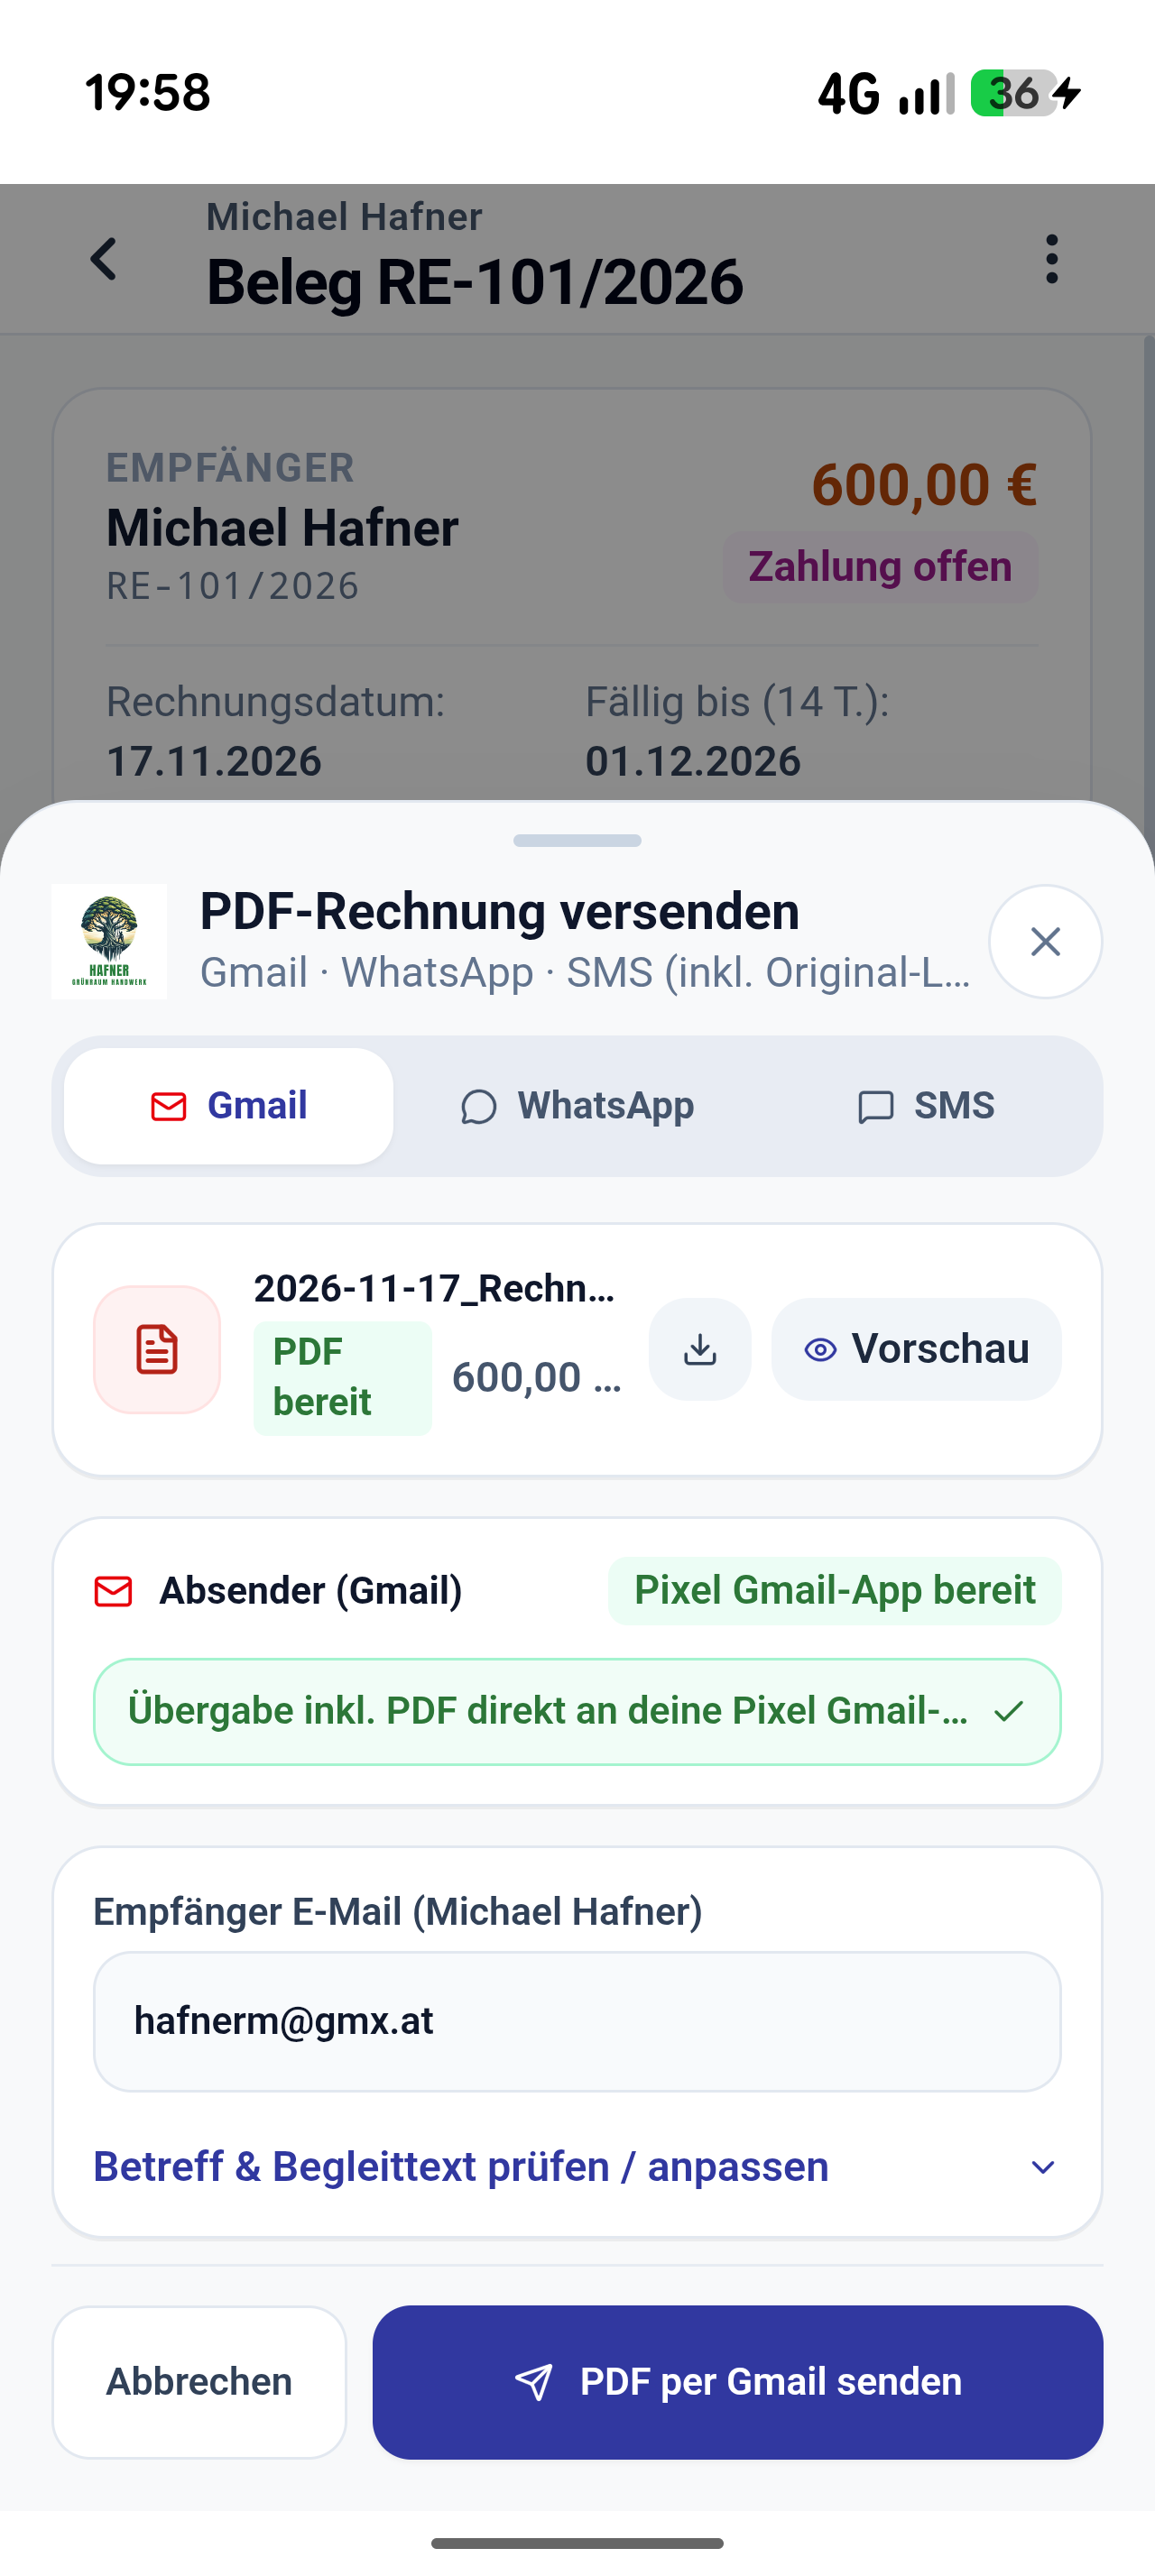 19:58
4G
36
Michael Hafner
Beleg RE-101/2026
EMPFÄNGER
600,00 €
Michael Hafner
Zahlung offen
RE-101/2026
Rechnungsdatum:
Fällig bis (14 T.):
17.11.2026
01.12.2026
PDF-Rechnung versenden
HAFNER
GRÜNRAUM HANDWERK
Gmail · WhatsApp · SMS (inkl. Original-L...
Gmail
WhatsApp
SMS
2026-11-17_Rechn...
PDF
bereit
600,00 ...
Vorschau
Absender (Gmail)
Pixel Gmail-App bereit
Übergabe inkl. PDF direkt an deine Pixel Gmail-...
Empfänger E-Mail (Michael Hafner)
hafnerm@gmx.at
Betreff & Begleittext prüfen / anpassen
Abbrechen
PDF per Gmail senden